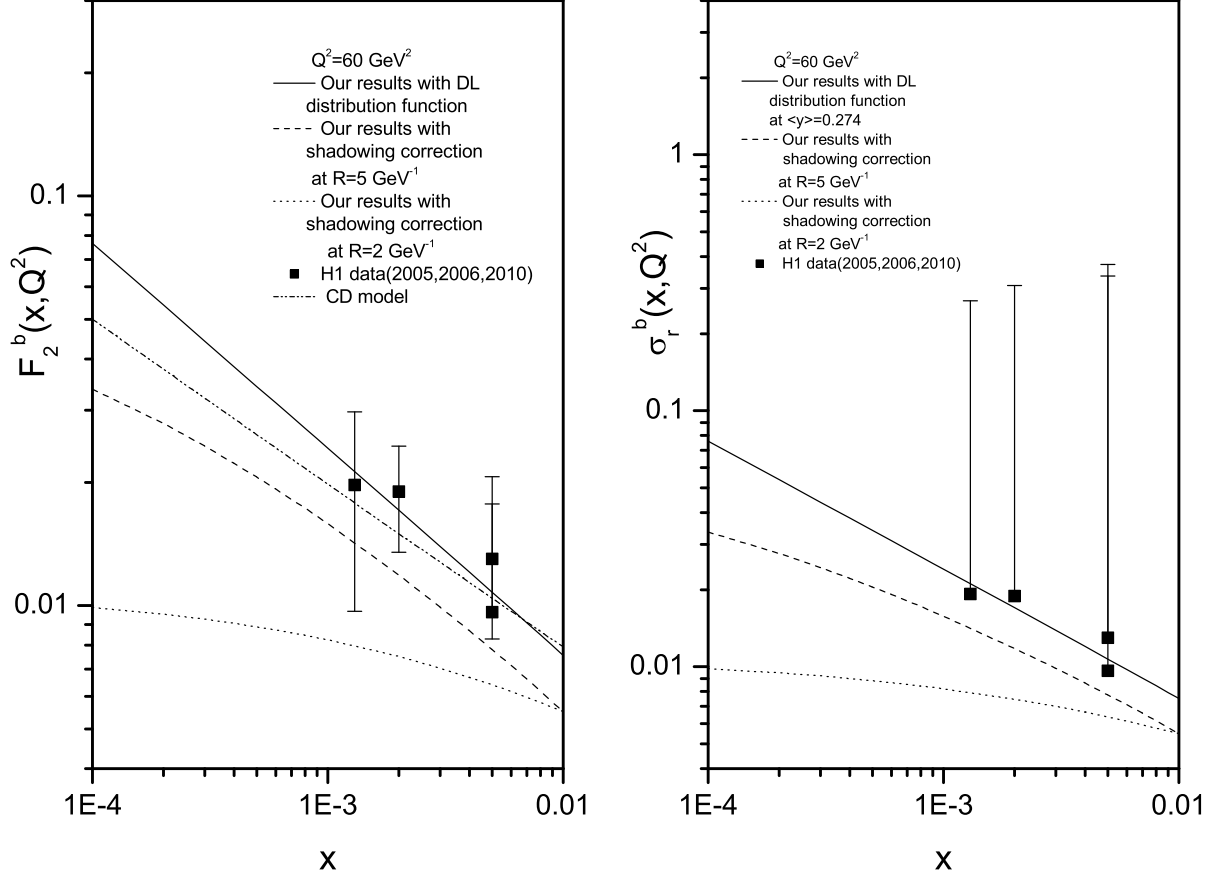 Q²=60 GeV²
Our results with DL
distribution function
Our results with
shadowing correction
at R=5 GeV⁻¹
Our results with
shadowing correction
at R=2 GeV⁻¹
H1 data(2005,2006,2010)
CD model
0.1
0.01
F₂ᵇ(x,Q²)
1E-4 1E-3 0.01
x
Q²=60 GeV²
Our results with DL
distribution function
at <y>=0.274
Our results with
shadowing correction
at R=5 GeV⁻¹
Our results with
shadowing correction
at R=2 GeV⁻¹
H1 data(2005,2006,2010)
1
0.1
0.01
σᵣᵇ(x,Q²)
1E-4 1E-3 0.01
x